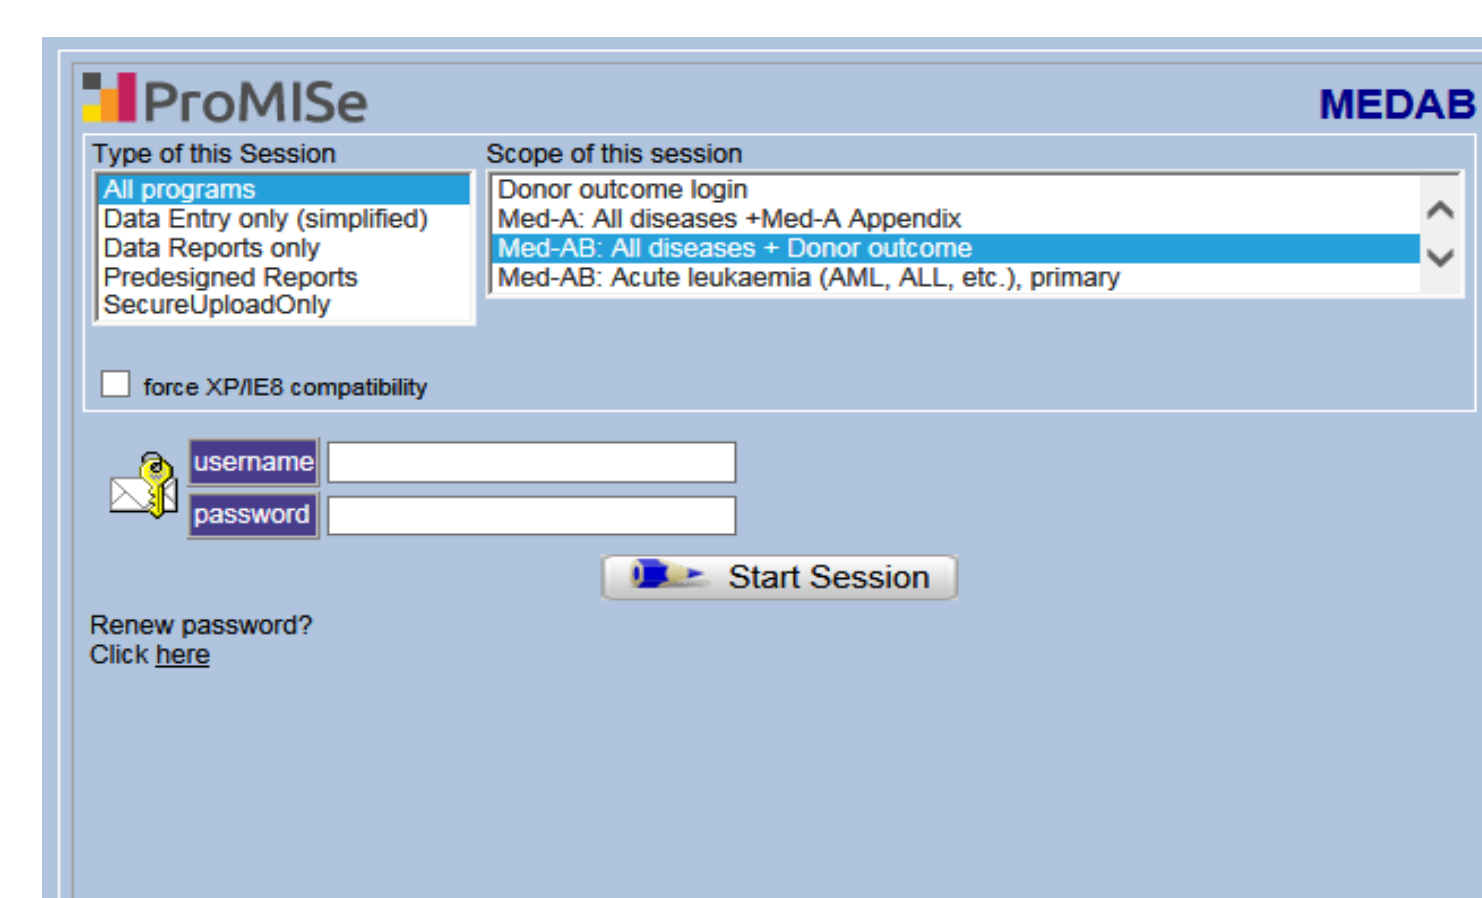 ProMISe
MEDAB
Type of this Session
All programs
Data Entry only (simplified)
Data Reports only
Predesigned Reports
SecureUploadOnly
Scope of this session
Donor outcome login
Med-A: All diseases +Med-A Appendix
Med-AB: All diseases + Donor outcome
Med-AB: Acute leukaemia (AML, ALL, etc.), primary
force XP/IE8 compatibility
username
password
Start Session
Renew password?
Click here